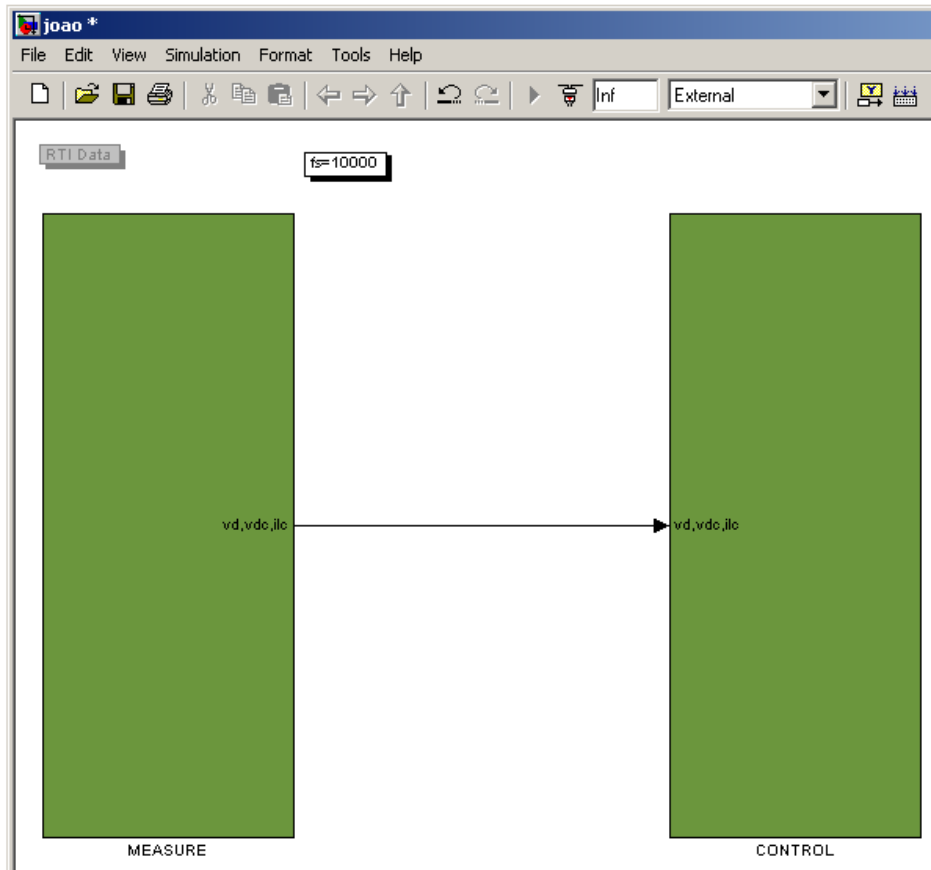 joao *
File Edit View Simulation Format Tools Help
Inf External
RTI Data
fs=10000
vd,vdc,ilc vd,vdc,ilc
MEASURE CONTROL